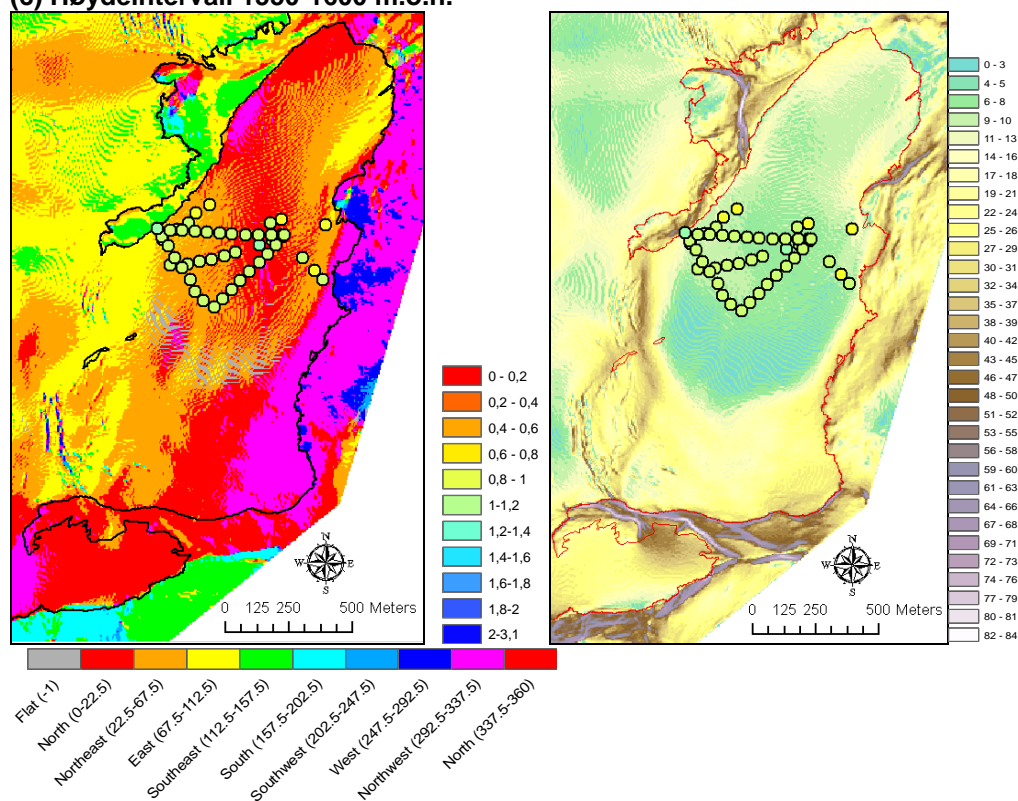 (3) Høydeintervall 1550-1600 m.o.h.
N
W
E
S
0 125 250 500 Meters
0 - 0,2
0,2 - 0,4
0,4 - 0,6
0,6 - 0,8
0,8 - 1
1-1,2
1,2-1,4
1,4-1,6
1,6-1,8
1,8-2
2-3,1
Flat (-1)
North (0-22.5)
Northeast (22.5-67.5)
East (67.5-112.5)
Southeast (112.5-157.5)
South (157.5-202.5)
Southwest (202.5-247.5)
West (247.5-292.5)
Northwest (292.5-337.5)
North (337.5-360)
N
W
E
S
0 125 250 500 Meters
0 - 3
4 - 5
6 - 8
9 - 10
11 - 13
14 - 16
17 - 18
19 - 21
22 - 24
25 - 26
27 - 29
30 - 31
32 - 34
35 - 37
38 - 39
40 - 42
43 - 45
46 - 47
48 - 50
51 - 52
53 - 55
56 - 58
59 - 60
61 - 63
64 - 66
67 - 68
69 - 71
72 - 73
74 - 76
77 - 79
80 - 81
82 - 84